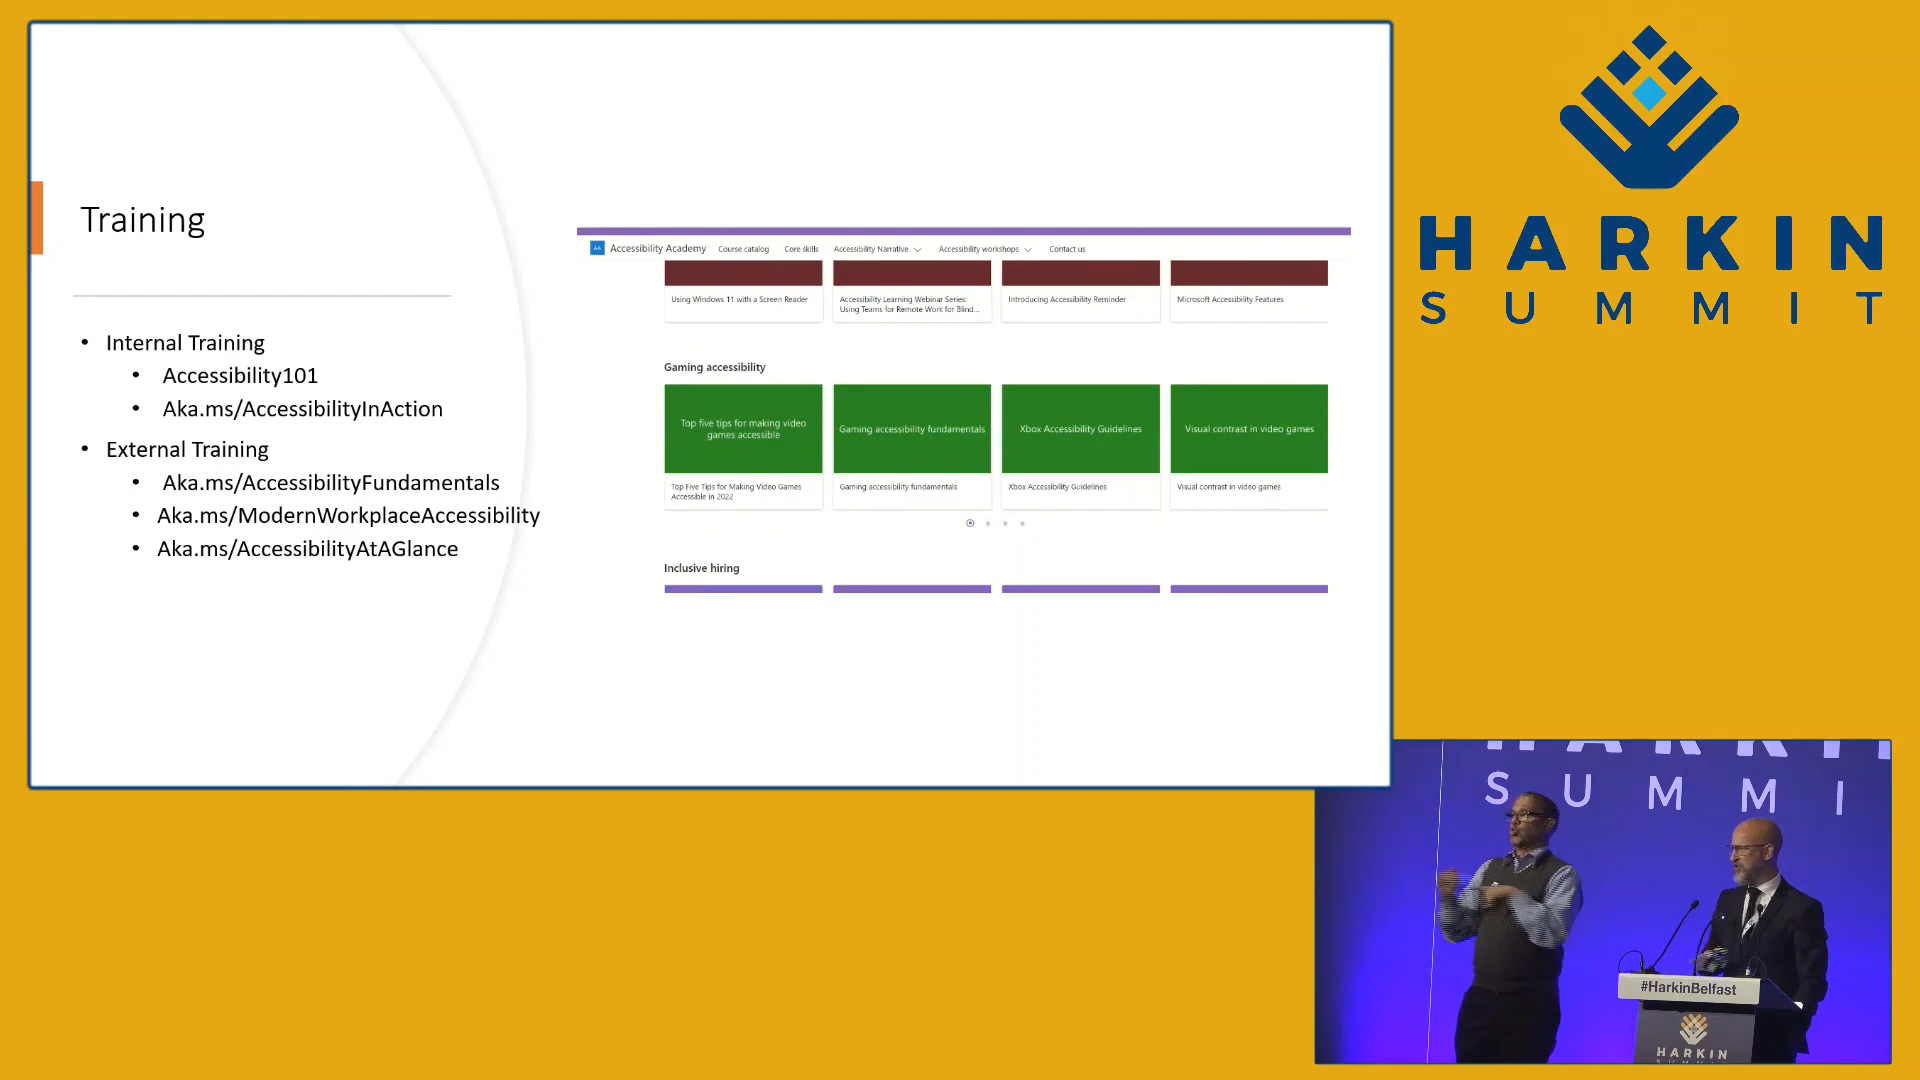 Training
• Internal Training
• Accessibility101
• Aka.ms/AccessibilityInAction
• External Training
• Aka.ms/AccessibilityFundamentals
• Aka.ms/ModernWorkplaceAccessibility
• Aka.ms/AccessibilityAtAGlance
AA Accessibility Academy Course catalog Core skills Accessibility Narrative Accessibility workshops Contact us
Using Windows 11 with a Screen Reader
Accessibility Learning Webinar Series:
Using Teams for Remote Work for Blind...
Introducing Accessibility Reminder
Microsoft Accessibility Features
Gaming accessibility
Top five tips for making video
games accessible
Gaming accessibility fundamentals
Xbox Accessibility Guidelines
Visual contrast in video games
Top Five Tips for Making Video Games
Accessible in 2022
Gaming accessibility fundamentals
Xbox Accessibility Guidelines
Visual contrast in video games
Inclusive hiring
HARKIN
SUMMIT
HARKI
SUMMI
#HarkinBelfast
HARKIN